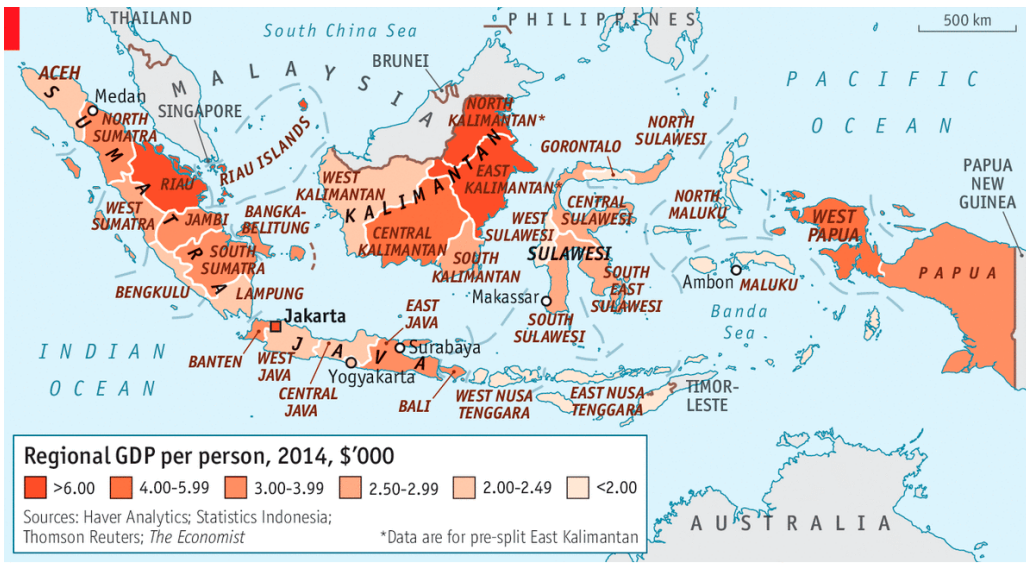 THAILAND
South China Sea
PHILIPPINES
500 km
BRUNEI
MALAYSIA
PACIFIC
OCEAN
ACEH
Medan
SINGAPORE
NORTH
SUMATRA
SUMATRA
RIAU
RIAU ISLANDS
NORTH
KALIMANTAN*
NORTH
SULAWESI
GORONTALO
PAPUA
NEW
GUINEA
WEST
KALIMANTAN
KALIMANTAN
EAST
KALIMANTAN*
WEST
SUMATRA
JAMBI
BANGKA-
BELITUNG
CENTRAL
KALIMANTAN
WEST
SULAWESI
CENTRAL
SULAWESI
NORTH
MALUKU
WEST
PAPUA
SOUTH
SUMATRA
SOUTH
KALIMANTAN
SULAWESI
SOUTH
EAST
SULAWESI
Ambon
MALUKU
PAPUA
BENGKULU
LAMPUNG
Makassar
SOUTH
SULAWESI
Banda
Sea
Jakarta
EAST
JAVA
INDIAN
OCEAN
BANTEN
WEST
JAVA
JAVA
Surabaya
CENTRAL
JAVA
Yogyakarta
BALI
WEST NUSA
TENGGARA
EAST NUSA
TENGGARA
TIMOR-
LESTE
AUSTRALIA
Regional GDP per person, 2014, $’000
>6.00 4.00-5.99 3.00-3.99 2.50-2.99 2.00-2.49 <2.00
Sources: Haver Analytics; Statistics Indonesia;
Thomson Reuters; The Economist *Data are for pre-split East Kalimantan